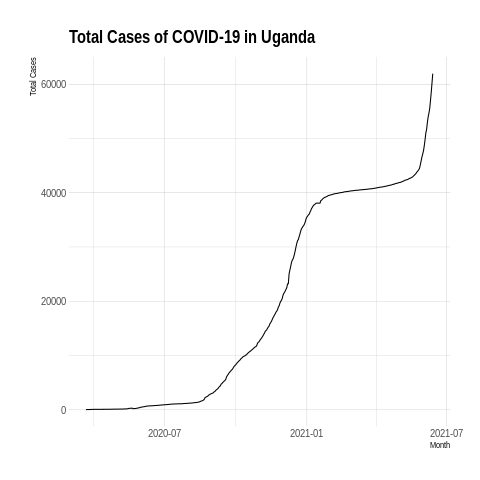 Total Cases of COVID-19 in Uganda
Total Cases
60000
40000
20000
0
2020-07
2021-01
2021-07
Month